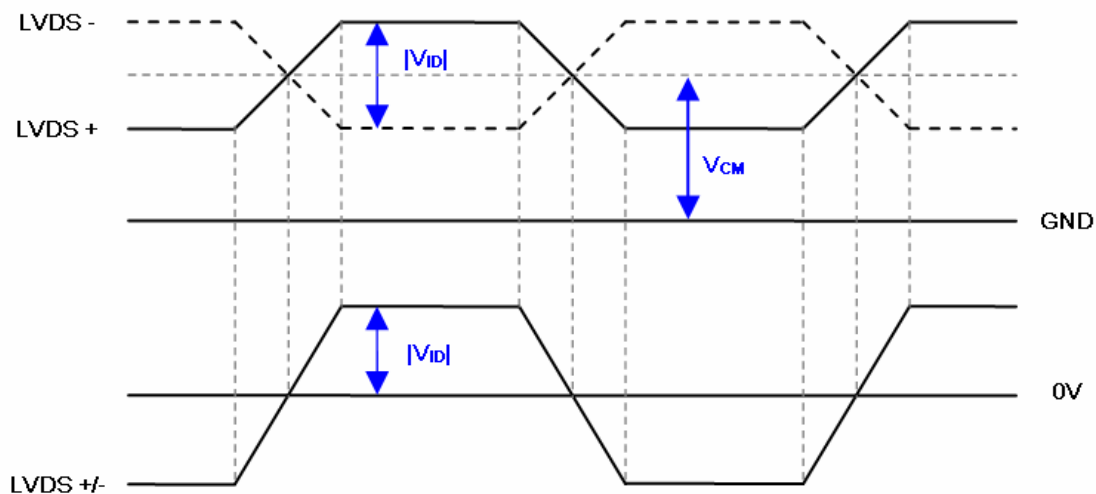 LVDS -
|VID|
LVDS +
VCM
GND
|VID|
0V
LVDS +/-